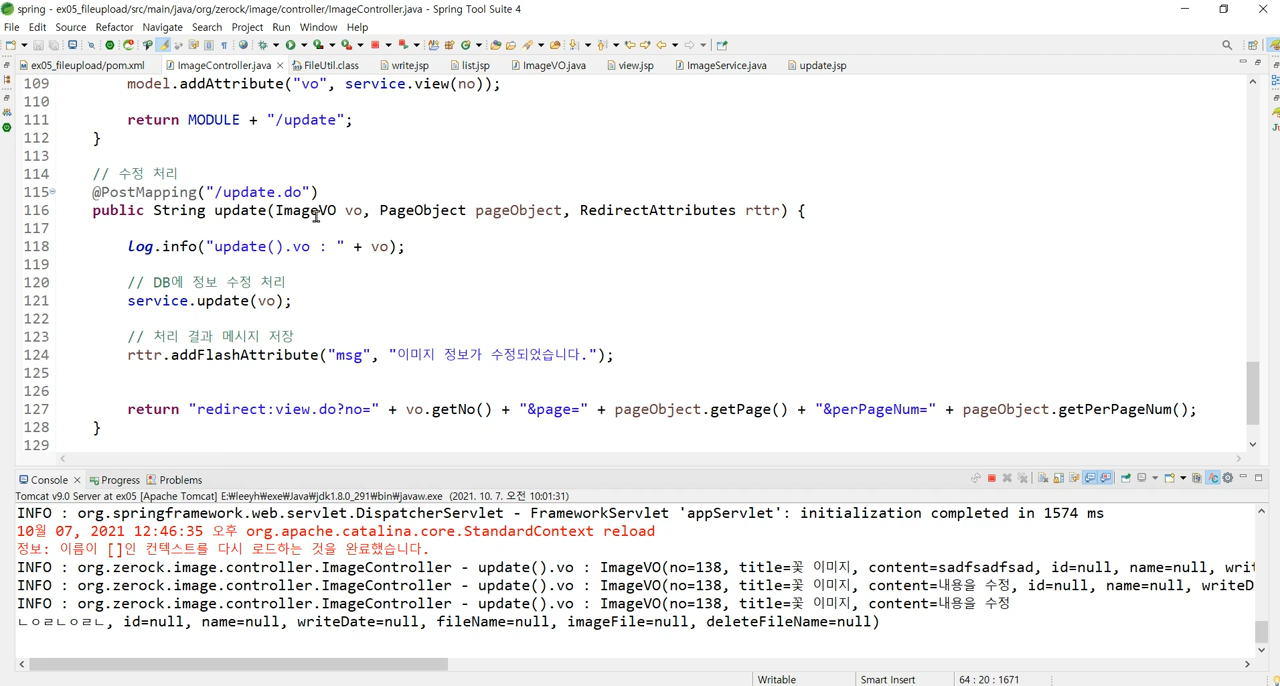 spring - ex05_fileupload/src/main/java/org/zerock/image/controller/ImageController.java - Spring Tool Suite 4
File Edit Source Refactor Navigate Search Project Run Window Help
ex05_fileupload/pom.xml ImageController.java FileUtil.class write.jsp list.jsp ImageVO.java view.jsp ImageService.java update.jsp
109 model.addAttribute("vo", service.view(no));
110
111 return MODULE + "/update";
112 }
113
114 // 수정 처리
115 @PostMapping("/update.do")
116 public String update(ImageVO vo, PageObject pageObject, RedirectAttributes rttr) {
117
118 log.info("update().vo : " + vo);
119
120 // DB에 정보 수정 처리
121 service.update(vo);
122
123 // 처리 결과 메시지 저장
124 rttr.addFlashAttribute("msg", "이미지 정보가 수정되었습니다.");
125
126
127 return "redirect:view.do?no=" + vo.getNo() + "&page=" + pageObject.getPage() + "&perPageNum=" + pageObject.getPerPageNum();
128 }
129
Console Progress Problems
Tomcat v9.0 Server at ex05 [Apache Tomcat] E:₩leeyh₩exe₩Java₩jdk1.8.0_291₩bin₩javaw.exe (2021. 10. 7. 오전 10:01:31)
INFO : org.springframework.web.servlet.DispatcherServlet - FrameworkServlet 'appServlet': initialization completed in 1574 ms
10월 07, 2021 12:46:35 오후 org.apache.catalina.core.StandardContext reload
정보: 이름이 []인 컨텍스트를 다시 로드하는 것을 완료했습니다.
INFO : org.zerock.image.controller.ImageController - update().vo : ImageVO(no=138, title=꽃 이미지, content=sadfsadfsad, id=null, name=null, writ
INFO : org.zerock.image.controller.ImageController - update().vo : ImageVO(no=138, title=꽃 이미지, content=내용을 수정, id=null, name=null, writeD
INFO : org.zerock.image.controller.ImageController - update().vo : ImageVO(no=138, title=꽃 이미지, content=내용을 수정
ㄴㅇㄹㄴㅇㄹㄴ, id=null, name=null, writeDate=null, fileName=null, imageFile=null, deleteFileName=null)
Writable Smart Insert 64 : 20 : 1671